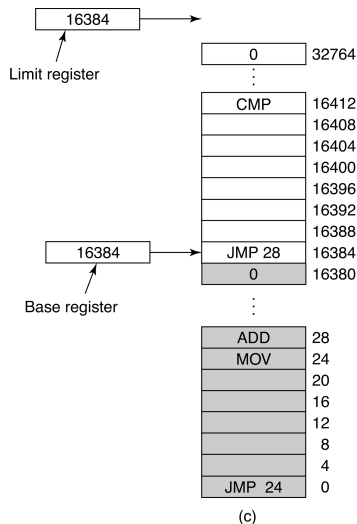 16384
Limit register
0 32764
CMP 16412
16408
16404
16400
16396
16392
16388
16384 JMP 28 16384
0 16380
Base register
ADD 28
MOV 24
20
16
12
8
4
JMP 24 0
(c)